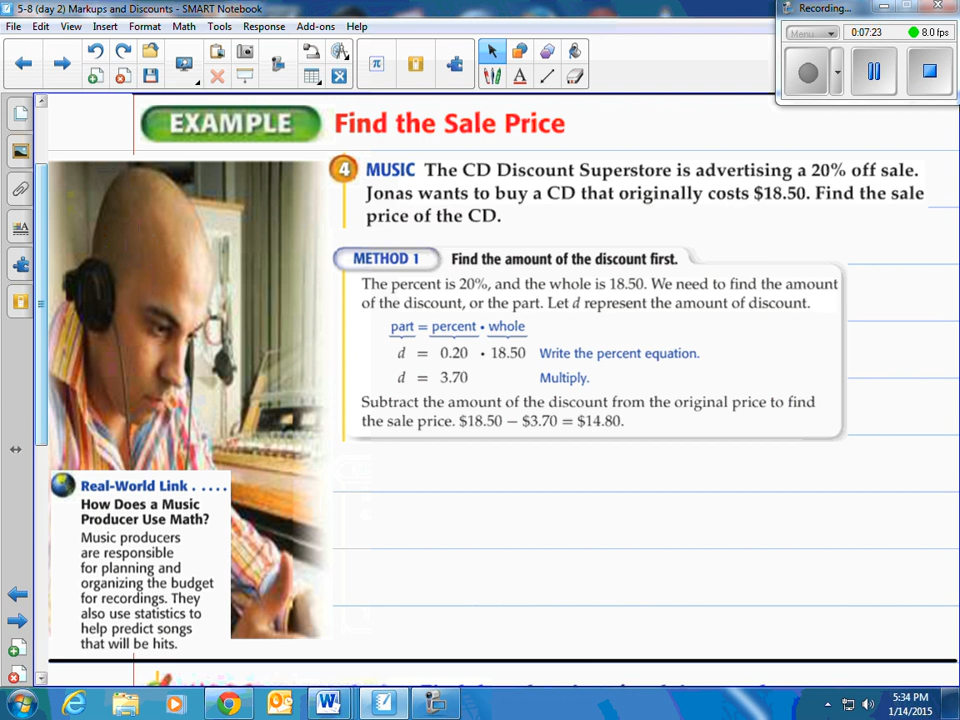 5-8 (day 2) Markups and Discounts - SMART Notebook
Recording...
File Edit View Insert Format Math Tools Response Add-ons Help
Menu
0:07:23
8.0 fps
EXAMPLE Find the Sale Price
4 MUSIC The CD Discount Superstore is advertising a 20% off sale.
Jonas wants to buy a CD that originally costs $18.50. Find the sale
price of the CD.
METHOD 1 Find the amount of the discount first.
The percent is 20%, and the whole is 18.50. We need to find the amount
of the discount, or the part. Let d represent the amount of discount.
part = percent • whole
d = 0.20 • 18.50 Write the percent equation.
d = 3.70 Multiply.
Subtract the amount of the discount from the original price to find
the sale price. $18.50 − $3.70 = $14.80.
Real-World Link . . . . .
How Does a Music
Producer Use Math?
Music producers
are responsible
for planning and
organizing the budget
for recordings. They
also use statistics to
help predict songs
that will be hits.
5:34 PM
1/14/2015